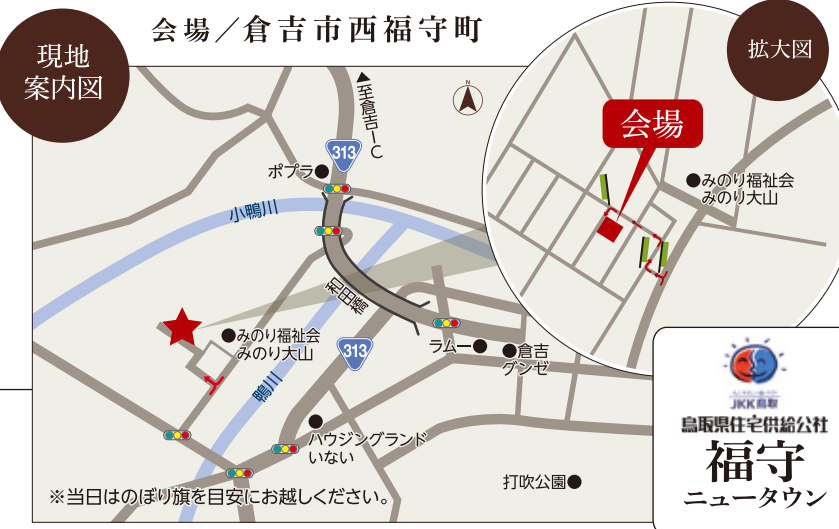 会場／倉吉市西福守町
現地
案内図
拡大図
▲至倉吉IC
N
313
ポプラ●
会場
●みのり福祉会
みのり大山
小鴨川
和田橋
●みのり福祉会
みのり大山
313
ラムー●
●倉吉
グンゼ
鴨川
●
ハウジングランド
いない
打吹公園●
※当日はのぼり旗を目安にお越しください。
JKK鳥取
鳥取県住宅供給公社
福守
ニュータウン